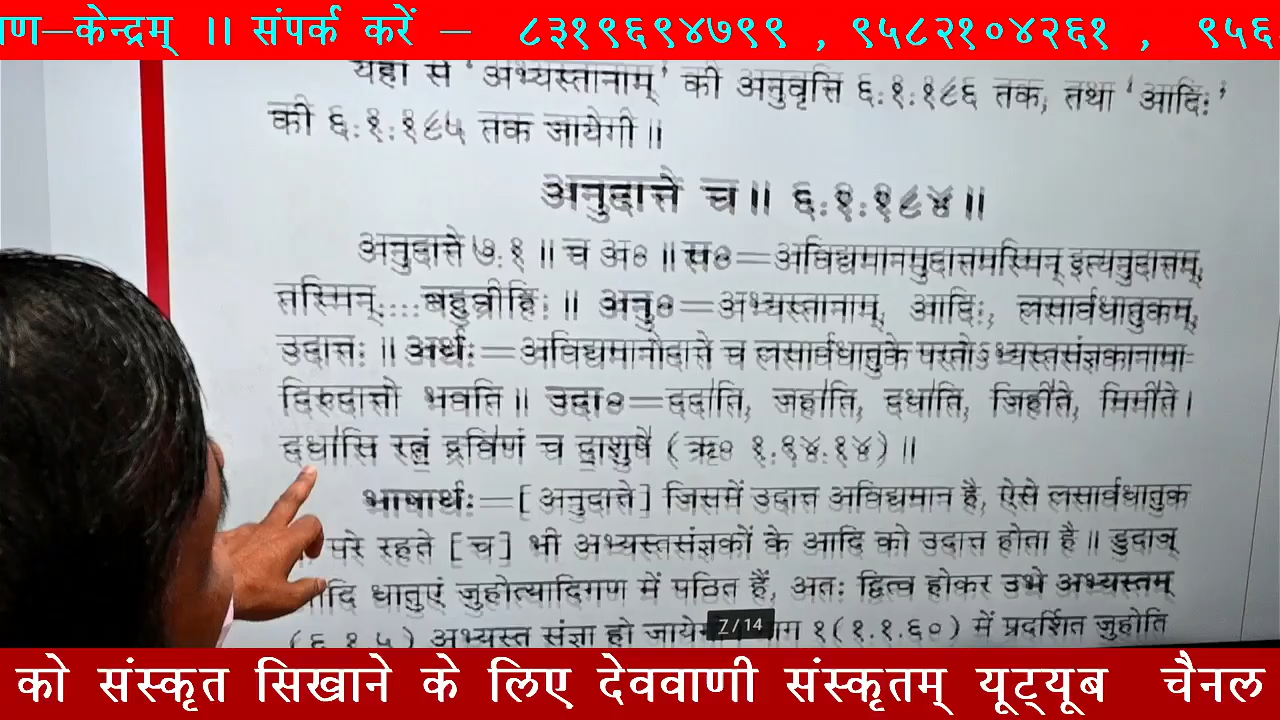 ण–केन्द्रम् ।। संपर्क करें – ८३१९६९४७९९ , ९५८२१०४२६१ , ९५६
यहाँ से ' अभ्यस्तानाम् ' की अनुवृत्ति ६.१.१८६ तक, तथा ' आदिः '
की ६.१.१८५ तक जायेगी ॥
अनुदात्ते च ॥ ६.१.१८४ ॥
अनुदात्ते ७.१ ॥ च अ० ॥ स०—अविद्यमानमुदात्तमस्मिन् इत्यनुदात्तम्,
तस्मिन्....बहुव्रीहिः ॥ अनु०—अभ्यस्तानाम्, आदिः, लसार्वधातुकम्,
उदात्तः ॥ अर्थः—अविद्यमानोदात्ते च लसार्वधातुके परतोऽभ्यस्तसंज्ञकानामा-
दिरुदात्तो भवति ॥ उदा०—ददा॑ति, जहा॑ति, दधा॑ति, जिही॑ते, मिमी॑ते ।
दधा॑सि रत्नं॒ द्रवि॑णं च दा॒शुषे॑ ( ऋ० १.९४.१४ ) ॥
भाषार्थः—[ अनुदात्ते ] जिसमें उदात्त अविद्यमान है, ऐसे लसार्वधातुक
परे रहते [ च ] भी अभ्यस्तसंज्ञकों के आदि को उदात्त होता है ॥ डुदाञ्
धातुएं जुहोत्यादिगण में पठित हैं, अतः द्वित्व होकर उभे अभ्यस्तम्
( ६.१.५ ) अभ्यस्त संज्ञा हो १ ( १.१.६० ) में प्रदर्शित जुहोति
7/14
को संस्कृत सिखाने के लिए देववाणी संस्कृतम् यूट्यूब चैनल